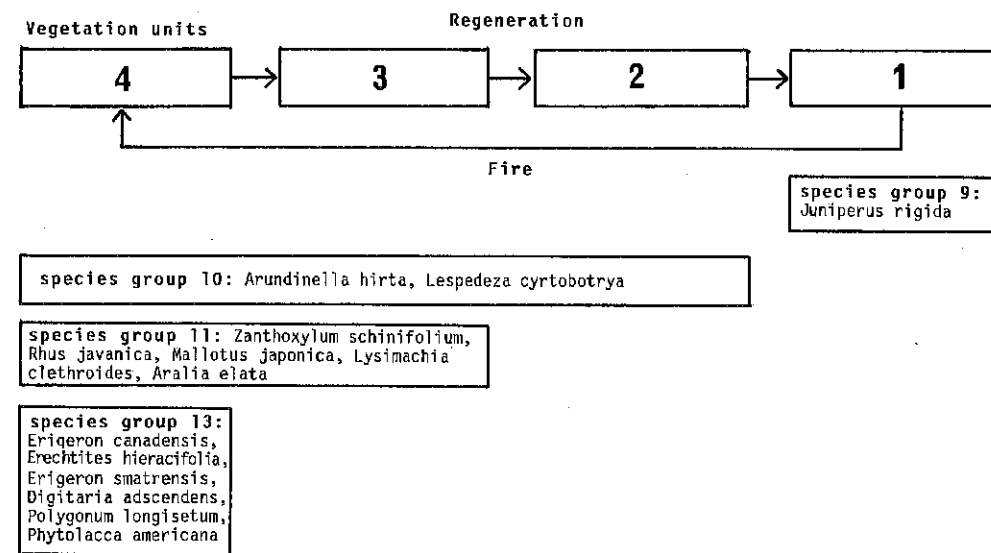 Vegetation units
Regeneration
4
3
2
1
Fire
species group 9:
Juniperus rigida
species group 10: Arundinella hirta, Lespedeza cyrtobotrya
species group 11: Zanthoxylum schinifolium,
Rhus javanica, Mallotus japonica, Lysimachia
clethroides, Aralia elata
species group 13:
Erigeron canadensis,
Erechtites hieracifolia,
Erigeron smatrensis,
Digitaria adscendens,
Polygonum longisetum,
Phytolacca americana